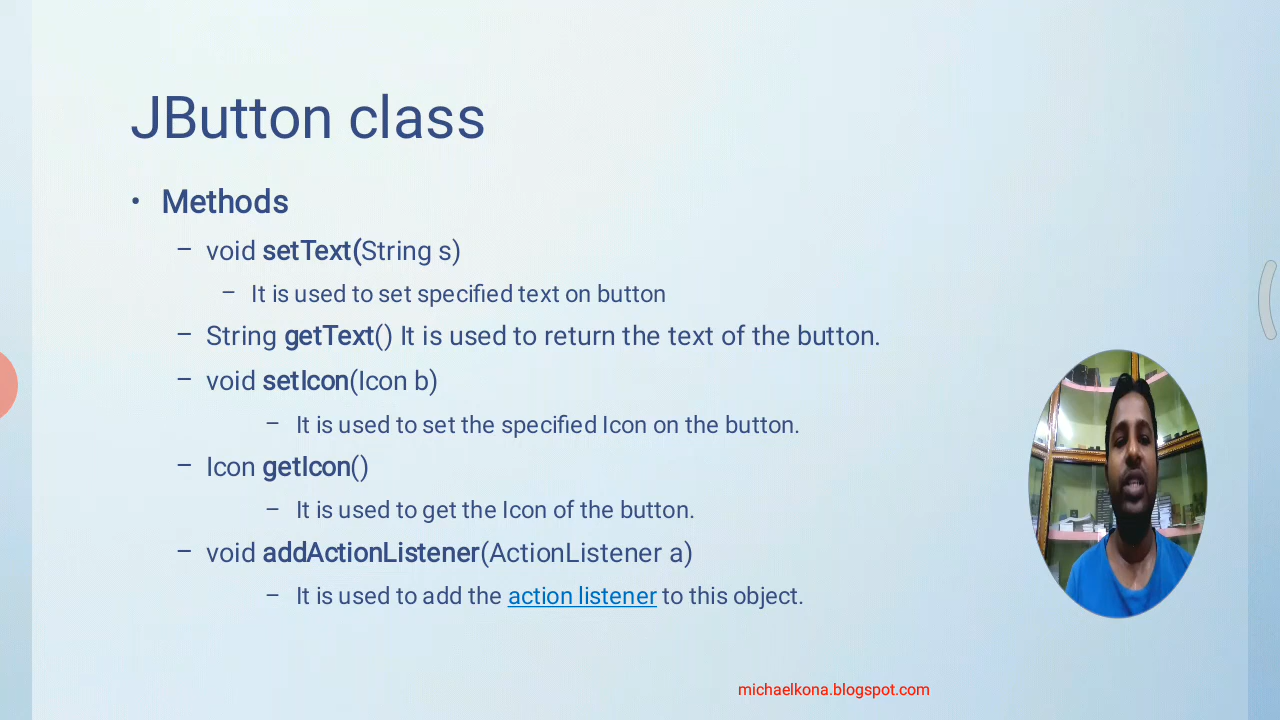 JButton class
• Methods
– void setText(String s)
– It is used to set specified text on button
– String getText() It is used to return the text of the button.
– void setIcon(Icon b)
– It is used to set the specified Icon on the button.
– Icon getIcon()
– It is used to get the Icon of the button.
– void addActionListener(ActionListener a)
– It is used to add the action listener to this object.
michaelkona.blogspot.com